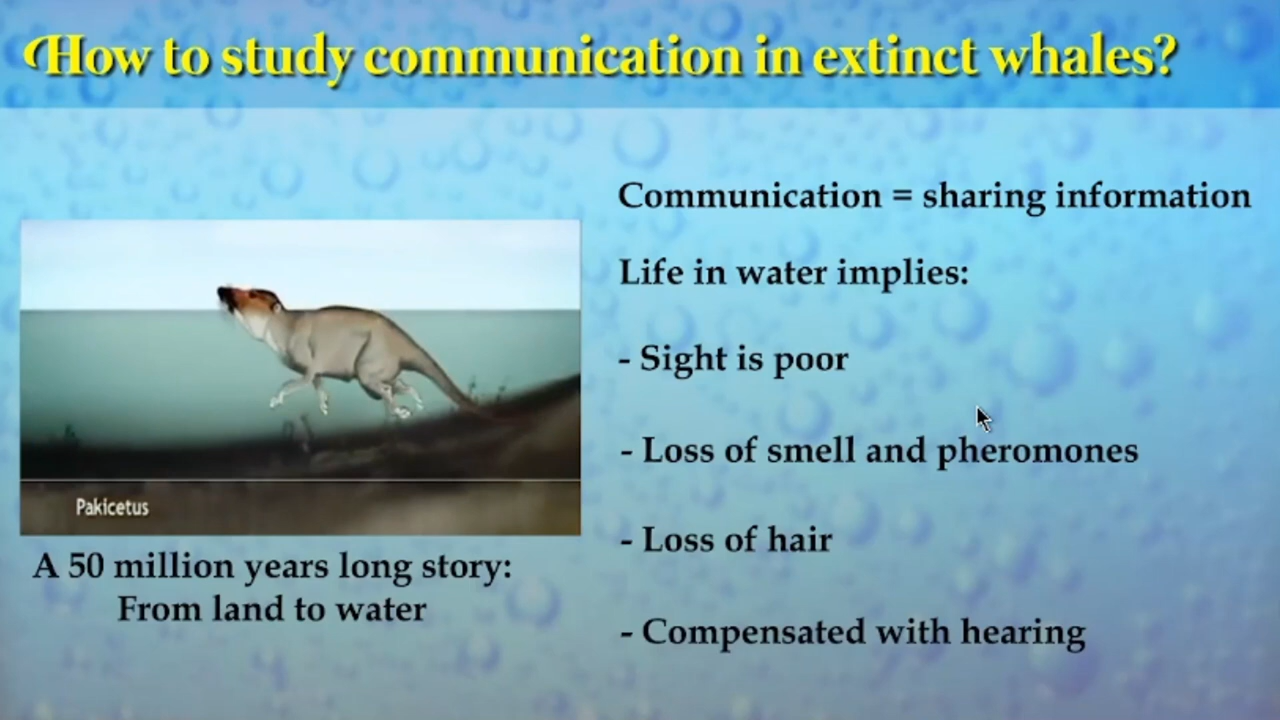 How to study communication in extinct whales?
Communication = sharing information
Life in water implies:
- Sight is poor
- Loss of smell and pheromones
- Loss of hair
- Compensated with hearing
Pakicetus
A 50 million years long story:
From land to water